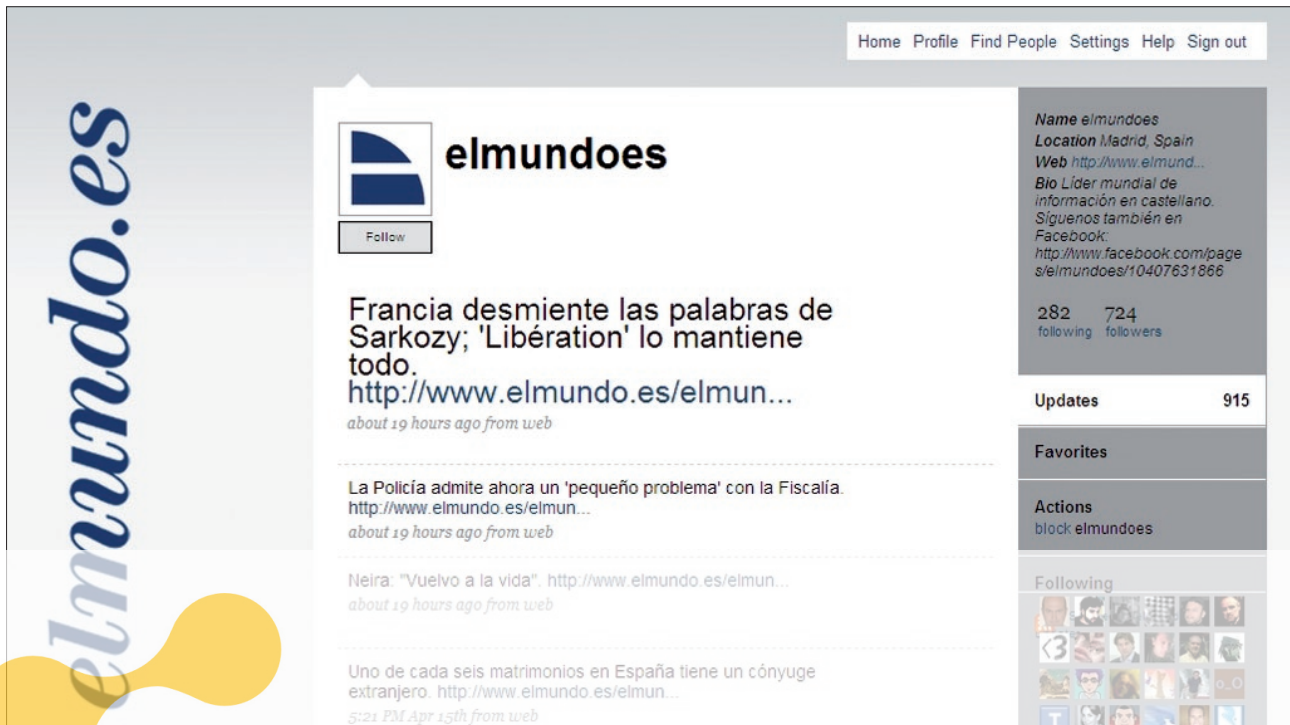 Home Profile Find People Settings Help Sign out
elmundo.es
elmundoes
Follow
Francia desmiente las palabras de
Sarkozy; 'Libération' lo mantiene
todo.
http://www.elmundo.es/elmun...
about 19 hours ago from web
La Policía admite ahora un 'pequeño problema' con la Fiscalía.
http://www.elmundo.es/elmun...
about 19 hours ago from web
Neira: "Vuelvo a la vida". http://www.elmundo.es/elmun...
about 19 hours ago from web
Uno de cada seis matrimonios en España tiene un cónyuge
extranjero. http://www.elmundo.es/elmun...
5:21 PM Apr 15th from web
Name elmundoes
Location Madrid, Spain
Web http://www.elmund...
Bio Líder mundial de
información en castellano.
Síguenos también en
Facebook:
http://www.facebook.com/page
s/elmundoes/10407631866
282 724
following followers
Updates 915
Favorites
Actions
block elmundoes
Following
<3
o_O
T